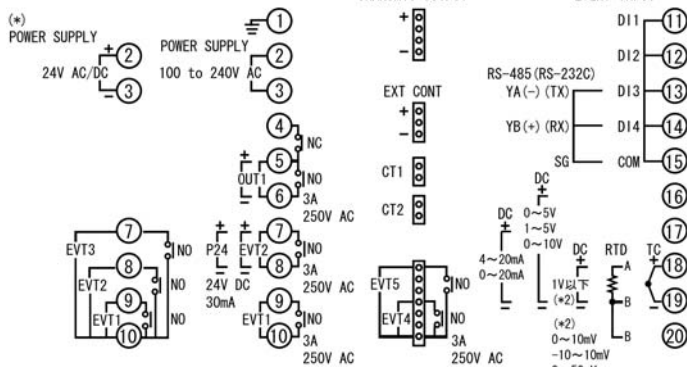 (*)
POWER SUPPLY
24V AC/DC
+
−
2
3
POWER SUPPLY
100 to 240V AC
1
2
3
4
5
6
NC
NO
+
OUT1
−
3A
250V AC
7
8
9
10
EVT3
EVT2
EVT1
NO
NO
NO
+
P24
−
24V DC
30mA
+
EVT2
−
7
8
NO
3A
250V AC
9
10
EVT1
NO
3A
250V AC
+
−
EXT CONT
+
−
CT1
CT2
EVT5
EVT4
NO
NO
3A
250V AC
RS-485(RS-232C)
YA(-)(TX)
YB(+)(RX)
SG
DI1
DI2
DI3
DI4
COM
11
12
13
14
15
16
17
18
19
20
DC
+
4~20mA
0~20mA
−
DC
+
0~5V
1~5V
0~10V
−
DC
+
1V以下
(*2)
−
RTD
A
B
B
TC
+
−
(*2)
0~10mV
-10~10mV